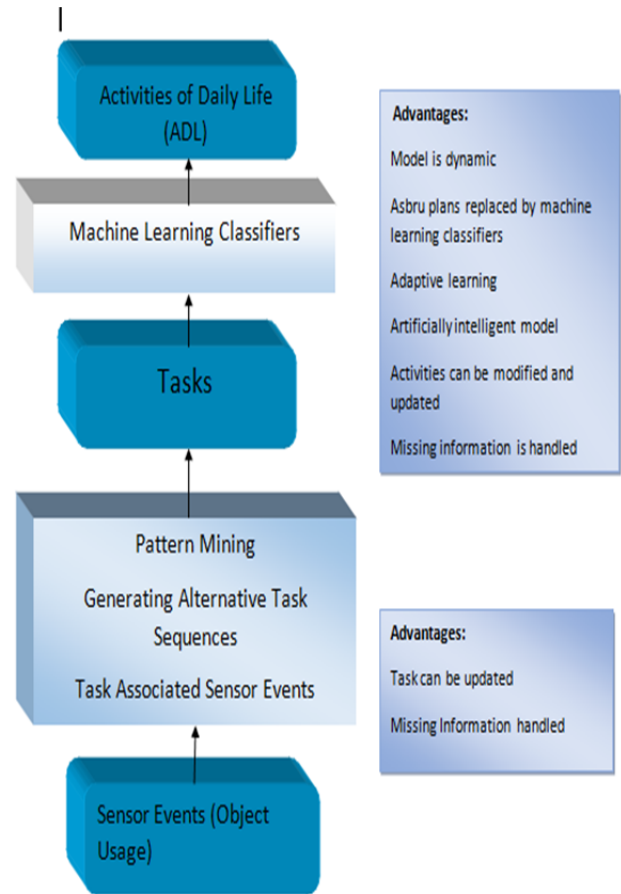 Activities of Daily Life
(ADL)
Machine Learning Classifiers
Tasks
Pattern Mining
Generating Alternative Task
Sequences
Task Associated Sensor Events
Sensor Events (Object
Usage)
Advantages:
Model is dynamic
Asbru plans replaced by machine
learning classifiers
Adaptive learning
Artificially intelligent model
Activities can be modified and
updated
Missing information is handled
Advantages:
Task can be updated
Missing Information handled